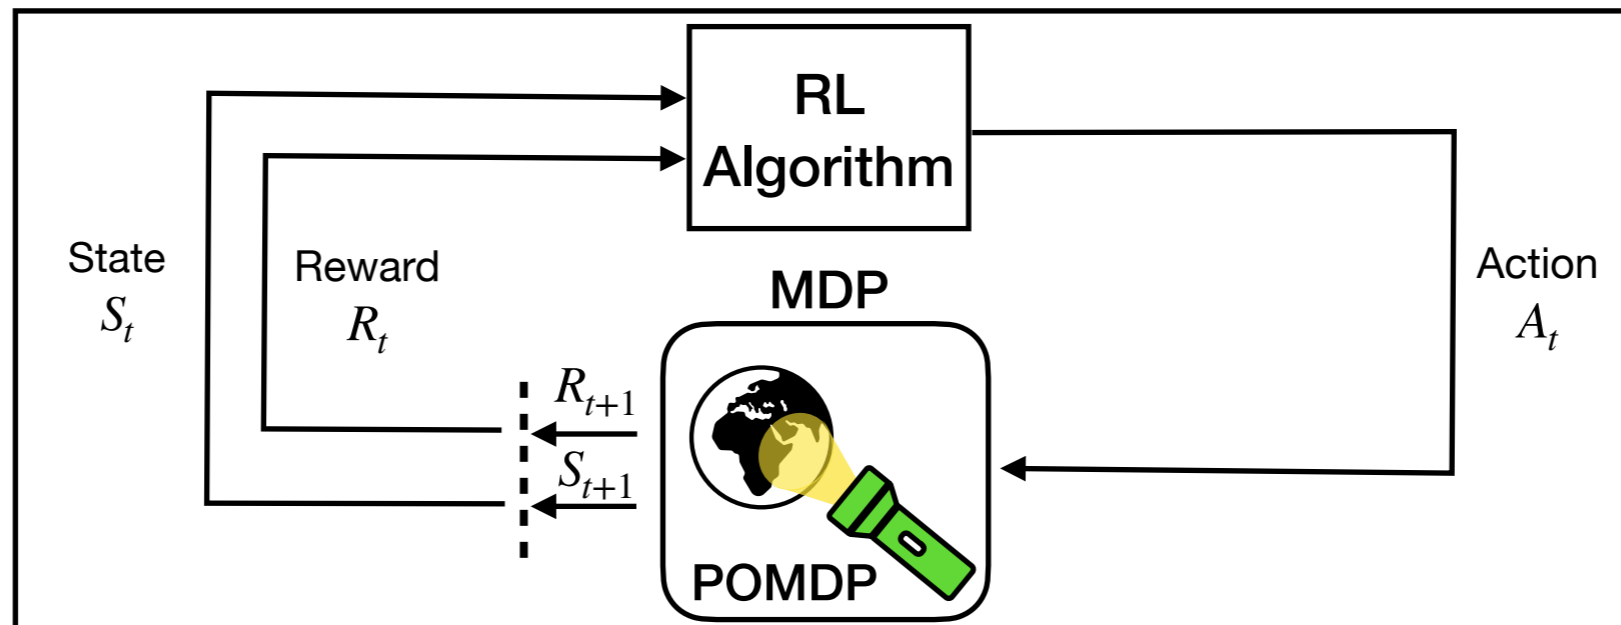 RL
Algorithm
State
S_t
Reward
R_t
MDP
Action
A_t
R_{t+1}
S_{t+1}
POMDP